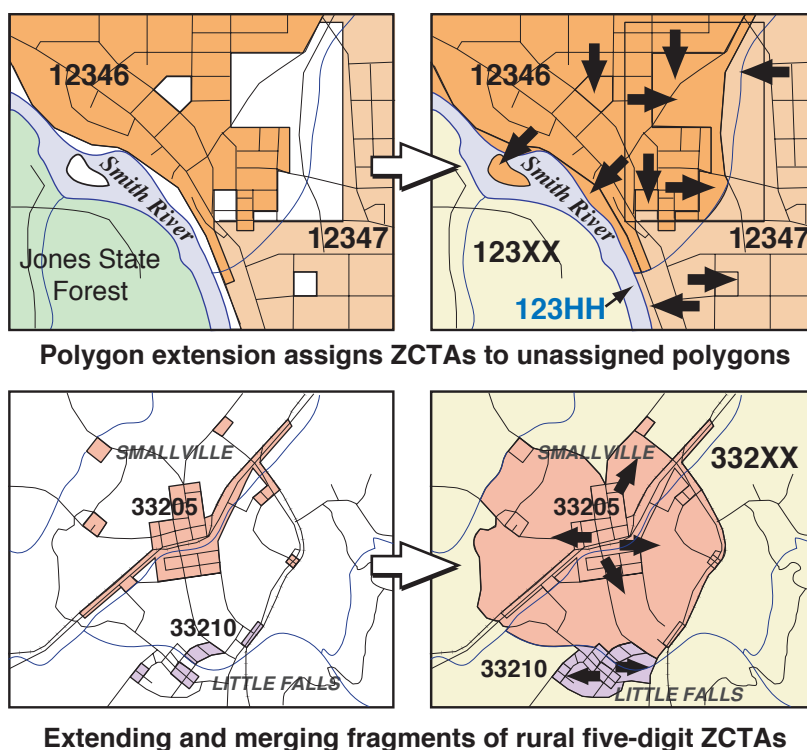 12346
Smith River
12347
Jones State
Forest
12346
Smith River
12347
123XX
123HH
Polygon extension assigns ZCTAs to unassigned polygons
SMALLVILLE
33205
33210
LITTLE FALLS
SMALLVILLE
332XX
33205
33210
LITTLE FALLS
Extending and merging fragments of rural five-digit ZCTAs